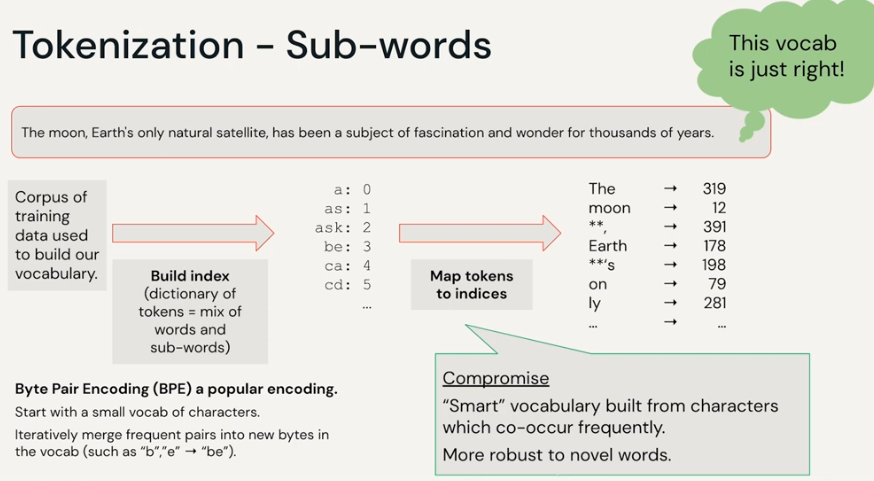 Tokenization - Sub-words
This vocab
is just right!
The moon, Earth's only natural satellite, has been a subject of fascination and wonder for thousands of years.
Corpus of
training
data used
to build our
vocabulary.
Build index
(dictionary of
tokens = mix of
words and
sub-words)
a: 0
as: 1
ask: 2
be: 3
ca: 4
cd: 5
...
Map tokens
to indices
The → 319
moon → 12
**, → 391
Earth → 178
**'s → 198
on → 79
ly → 281
... → ...
Byte Pair Encoding (BPE) a popular encoding.
Start with a small vocab of characters.
Iteratively merge frequent pairs into new bytes in
the vocab (such as "b","e" → "be").
Compromise
"Smart" vocabulary built from characters
which co-occur frequently.
More robust to novel words.